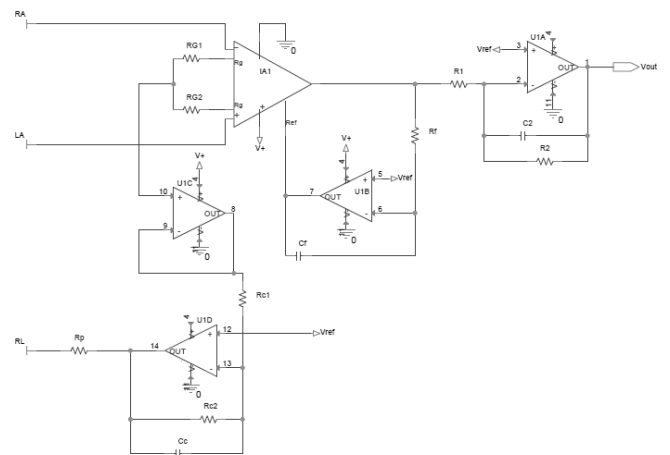 RA
RG1
Rg
IA1
0
RG2
Rg
LA
Ref
V+
U1A
4
Vref
3
+
OUT
1
Vout
2
-
11
0
R1
C2
R2
Rf
V+
4
7
OUT
U1B
+
5
Vref
-
6
11
0
Cf
V+
U1C
4
10
+
OUT
8
9
-
11
0
Rc1
U1D
4
RL
Rp
14
OUT
+
12
Vref
-
13
11
0
Rc2
Cc